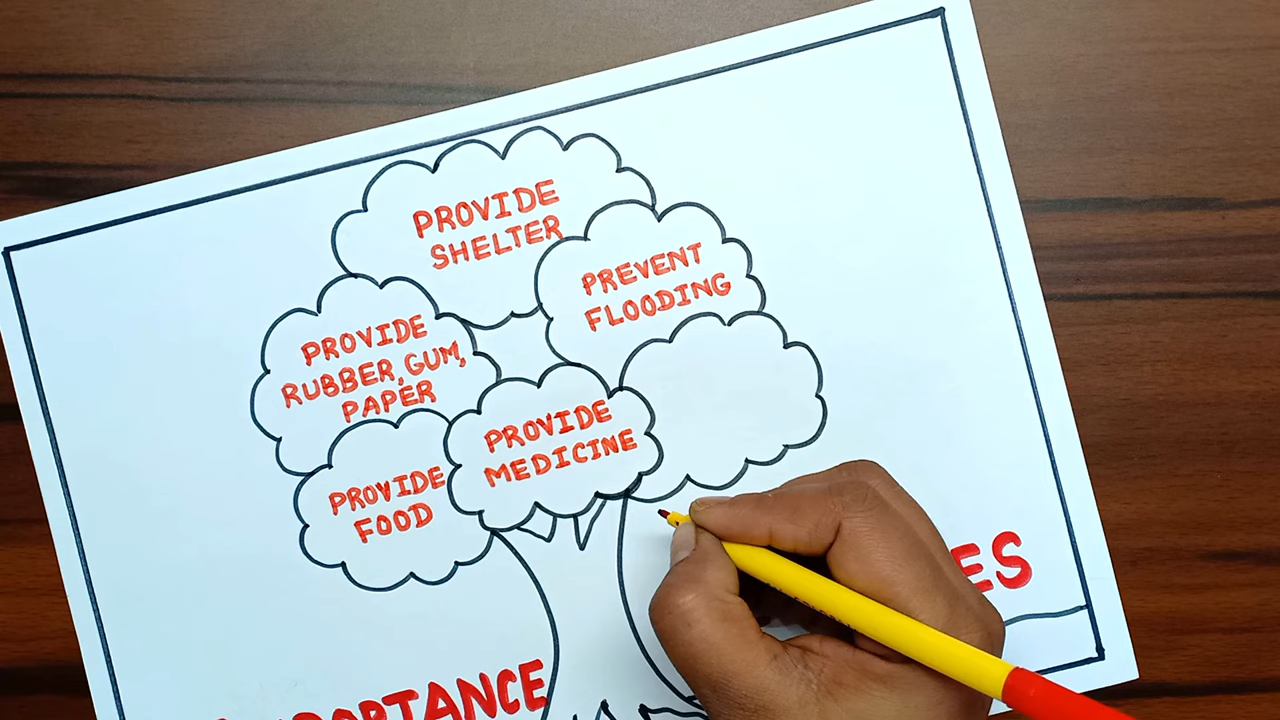 PROVIDE
SHELTER
PREVENT
FLOODING
PROVIDE
RUBBER, GUM,
PAPER
PROVIDE
MEDICINE
PROVIDE
FOOD